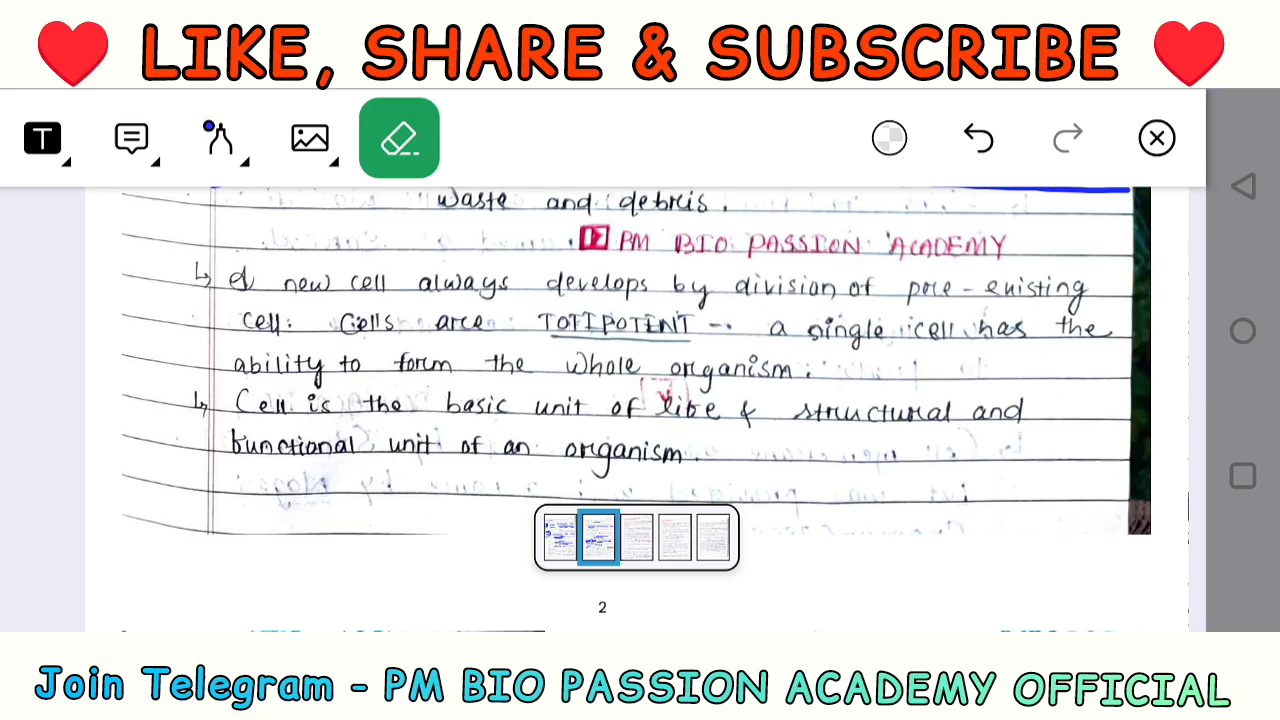 LIKE, SHARE & SUBSCRIBE
T
waste and debris.
PM BIO PASSION ACADEMY
A new cell always develops by division of pre-existing
cell. Cells are TOTIPOTENT -. a single cell has the
ability to form the whole organism.
Cell is the basic unit of life & structural and
functional unit of an organism.
2
Join Telegram - PM BIO PASSION ACADEMY OFFICIAL